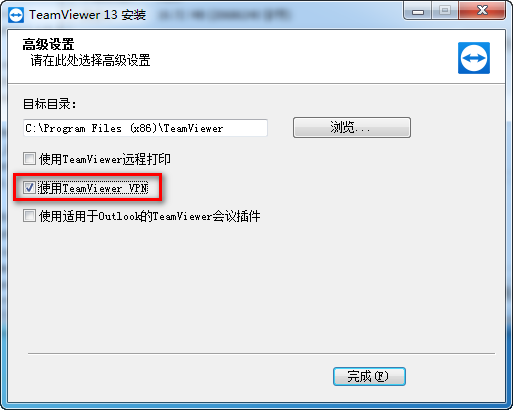 TeamViewer 13 安装
高级设置
请在此处选择高级设置
目标目录：
C:\Program Files (x86)\TeamViewer
浏览...
使用TeamViewer远程打印
使用TeamViewer VPN
使用适用于Outlook的TeamViewer会议插件
完成(F)